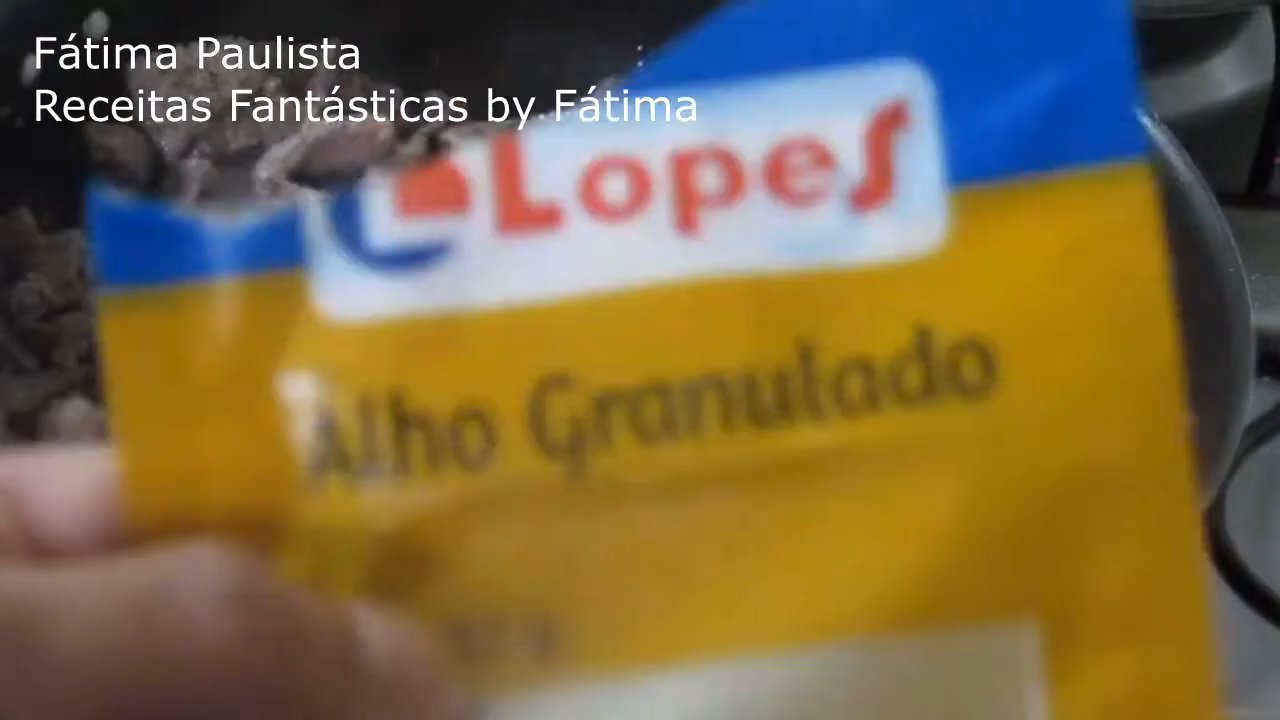 Fátima Paulista
Receitas Fantásticas by Fátima
Lopes
Alho Granulado